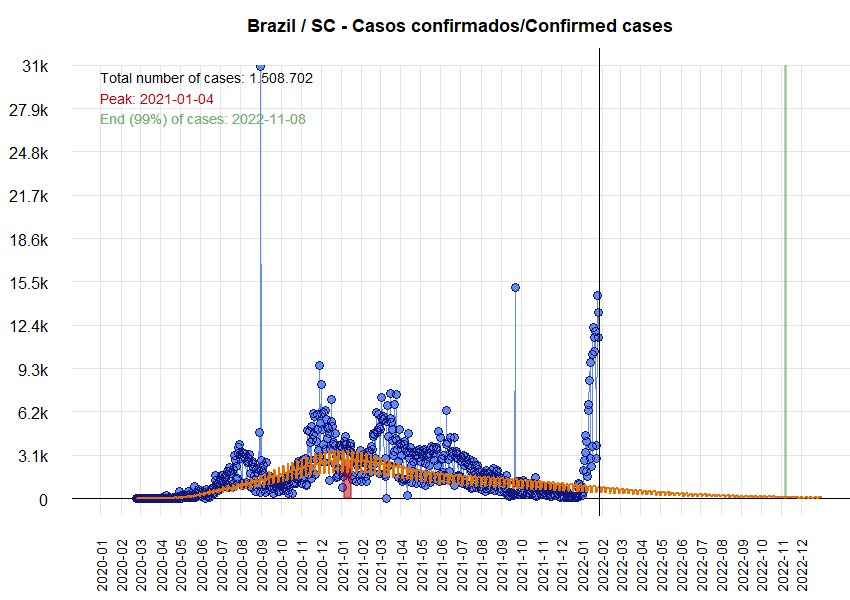 Brazil / SC - Casos confirmados/Confirmed cases
31k
27.9k
24.8k
21.7k
18.6k
15.5k
12.4k
9.3k
6.2k
3.1k
0
Total number of cases: 1.508.702
Peak: 2021-01-04
End (99%) of cases: 2022-11-08
2020-01
2020-02
2020-03
2020-04
2020-05
2020-06
2020-07
2020-08
2020-09
2020-10
2020-11
2020-12
2021-01
2021-03
2021-04
2021-05
2021-06
2021-07
2021-08
2021-09
2021-10
2021-11
2021-12
2022-01
2022-02
2022-03
2022-04
2022-05
2022-06
2022-07
2022-08
2022-09
2022-10
2022-11
2022-12